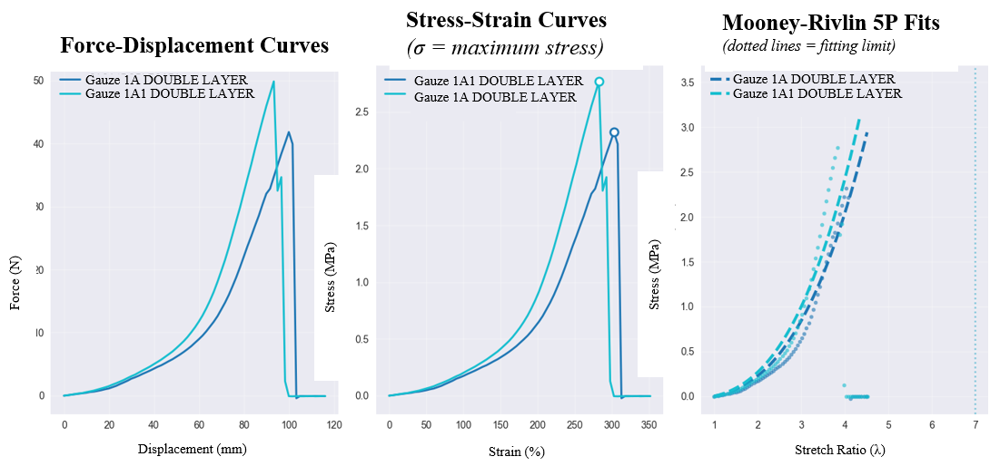 Force-Displacement Curves
Gauze 1A DOUBLE LAYER
Gauze 1A1 DOUBLE LAYER
50
40
30
20
10
0
Force (N)
0 20 40 60 80 100 120
Displacement (mm)
Stress-Strain Curves
(σ = maximum stress)
Gauze 1A1 DOUBLE LAYER
Gauze 1A DOUBLE LAYER
2.5
2.0
1.5
1.0
0.5
0.0
Stress (MPa)
0 50 100 150 200 250 300 350
Strain (%)
Mooney-Rivlin 5P Fits
(dotted lines = fitting limit)
Gauze 1A DOUBLE LAYER
Gauze 1A1 DOUBLE LAYER
3.5
3.0
2.5
2.0
1.5
1.0
0.5
0.0
Stress (MPa)
1 2 3 4 5 6 7
Stretch Ratio (λ)